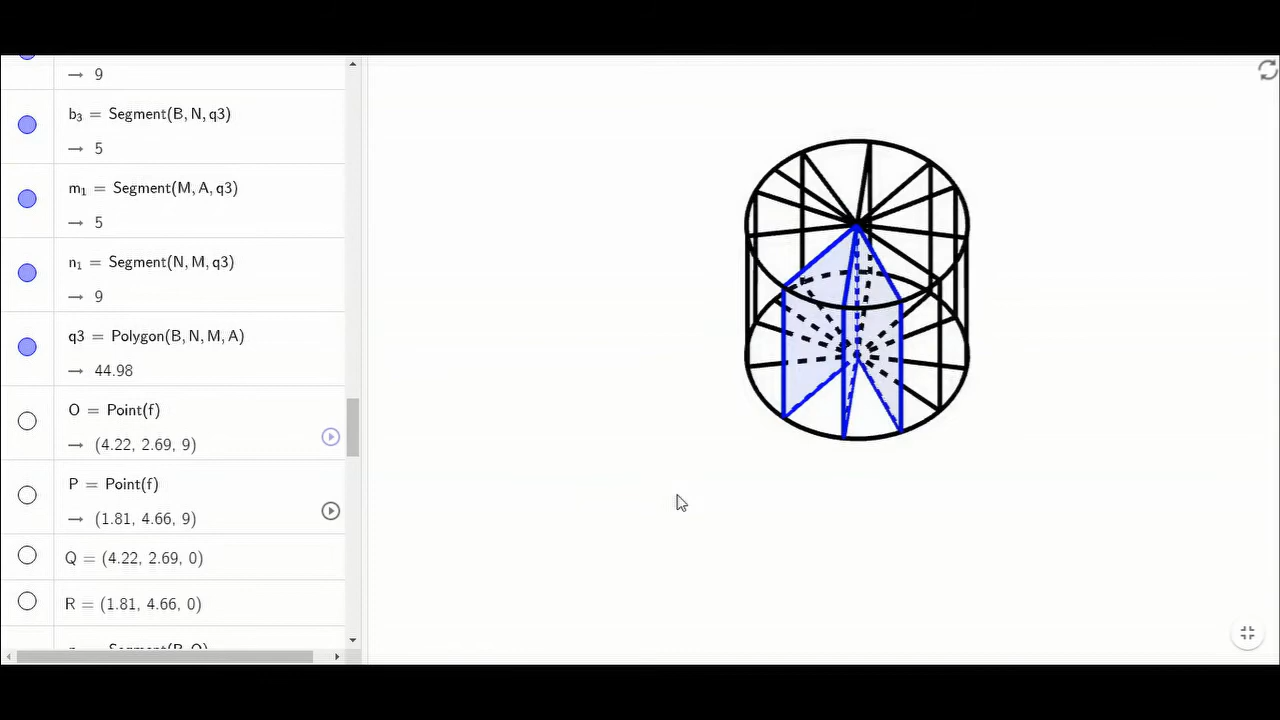 → 9
b₃ = Segment(B, N, q3)
→ 5
m₁ = Segment(M, A, q3)
→ 5
n₁ = Segment(N, M, q3)
→ 9
q3 = Polygon(B, N, M, A)
→ 44.98
O = Point(f)
→ (4.22, 2.69, 9)
P = Point(f)
→ (1.81, 4.66, 9)
Q = (4.22, 2.69, 0)
R = (1.81, 4.66, 0)